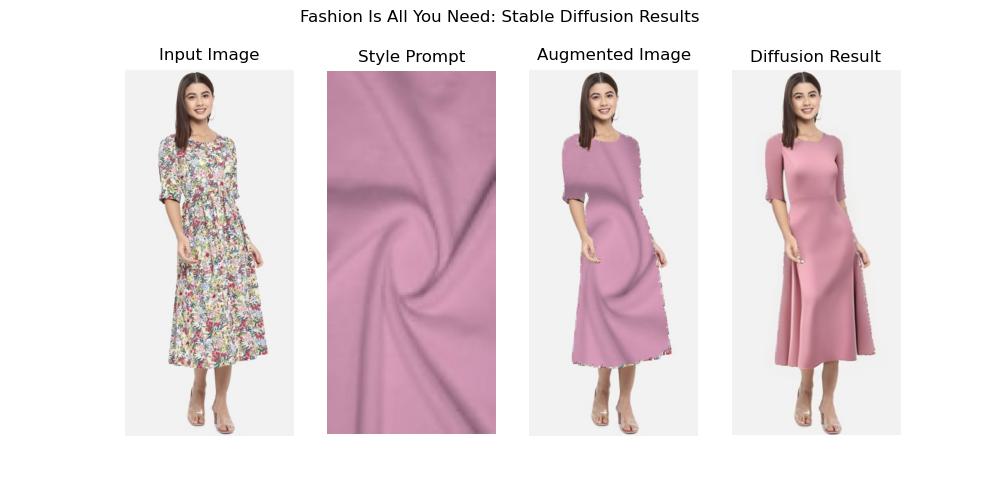 Fashion Is All You Need: Stable Diffusion Results
Input Image
Style Prompt
Augmented Image
Diffusion Result